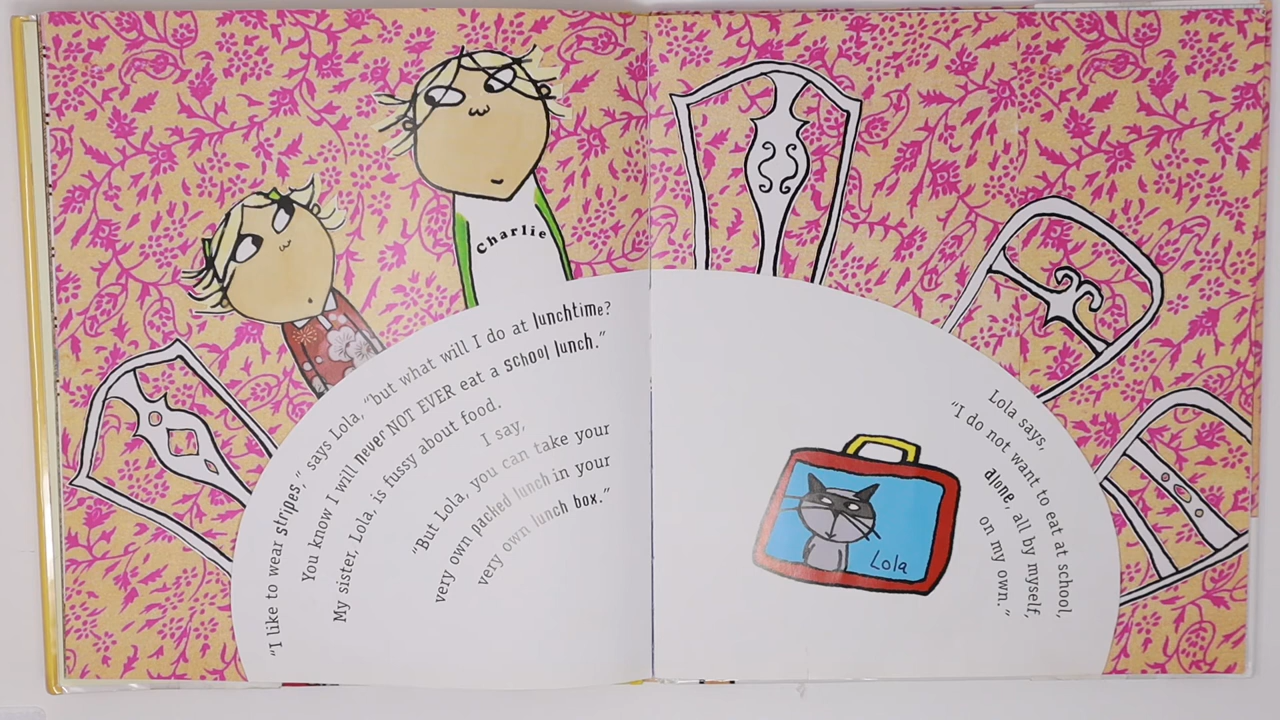 Charlie
“I like to wear stripes,” says Lola, “but what will I do at lunchtime?
You know I will never NOT EVER eat a school lunch.”
My sister, Lola, is fussy about food.
I say,
“But Lola, you can take your
very own packed lunch in your
very own lunch box.”
Lola
Lola says,
“I do not want to eat at school,
alone, all by myself,
on my own.”